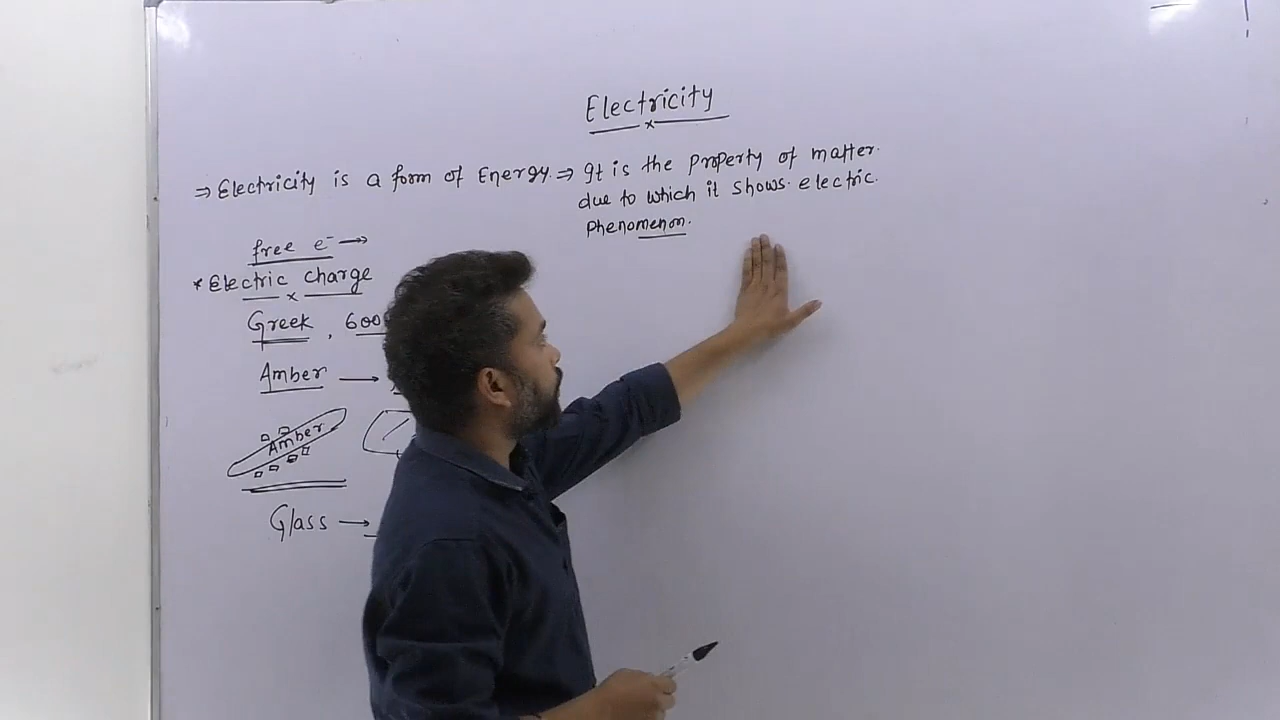 Electricity
⇒ Electricity is a form of Energy. ⇒ It is the Property of matter.
due to which it shows. electric.
Phenomenon.
free e⁻ →
* Electric charge
Greek, 600
Amber →
Amber
Glass →